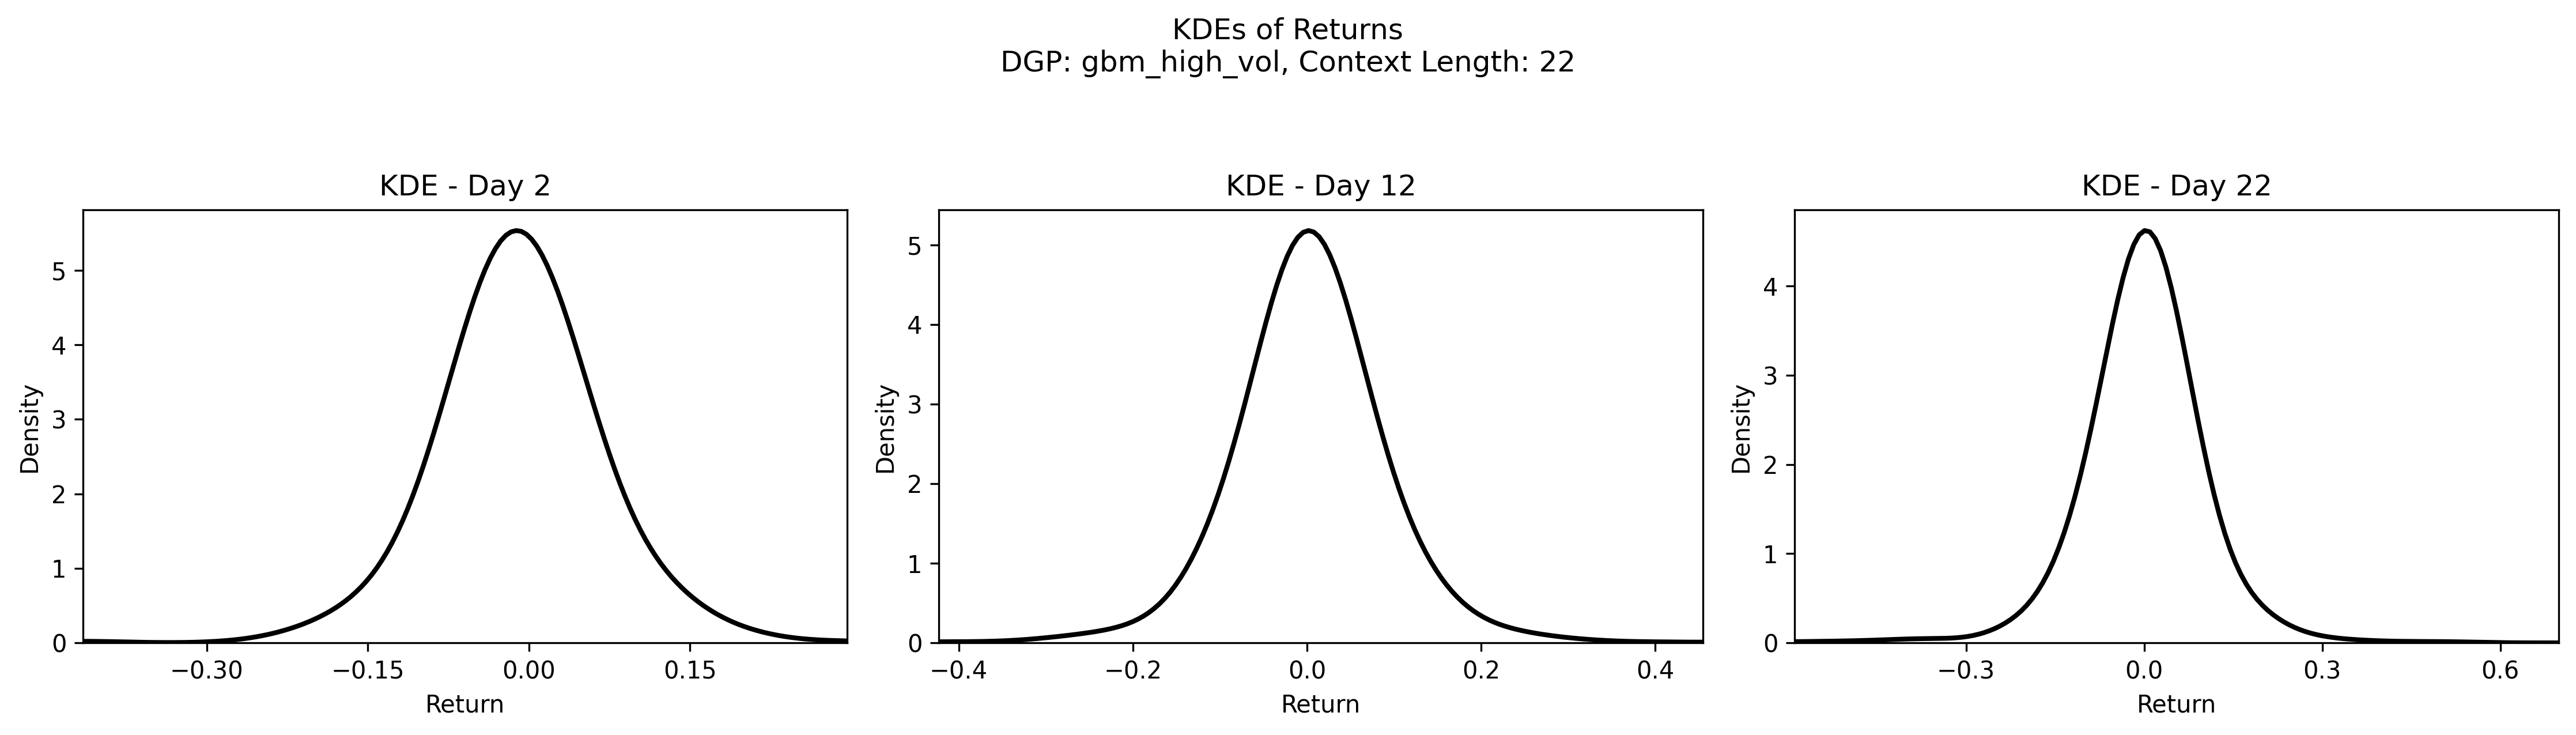 KDEs of Returns
DGP: gbm_high_vol, Context Length: 22
KDE - Day 2
Density
5
4
3
2
1
0
−0.30 −0.15 0.00 0.15
Return
KDE - Day 12
Density
5
4
3
2
1
0
−0.4 −0.2 0.0 0.2 0.4
Return
KDE - Day 22
Density
4
3
2
1
0
−0.3 0.0 0.3 0.6
Return